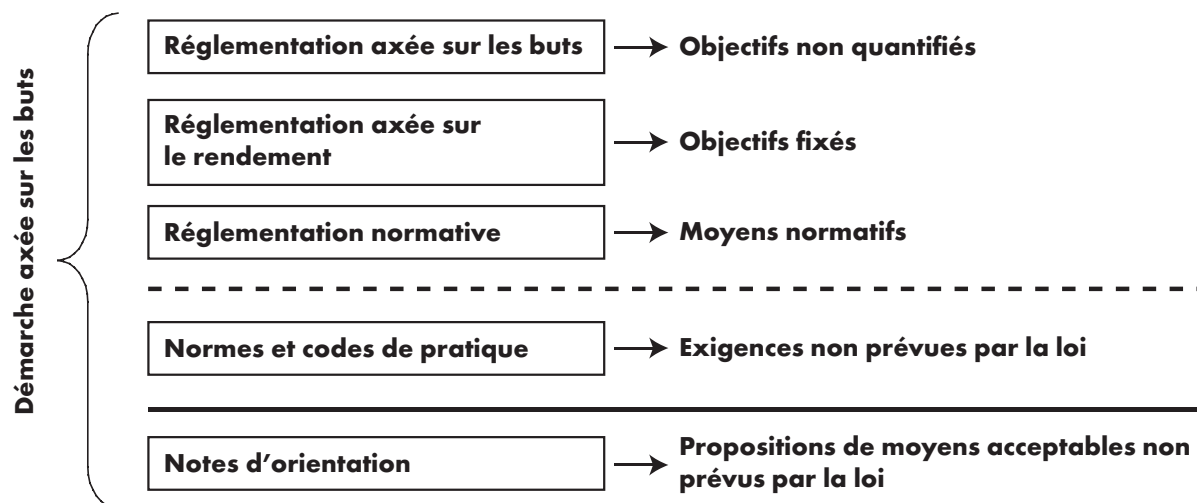 Démarche axée sur les buts
Réglementation axée sur les buts
Objectifs non quantifiés
Réglementation axée sur
le rendement
Objectifs fixés
Réglementation normative
Moyens normatifs
Normes et codes de pratique
Exigences non prévues par la loi
Notes d’orientation
Propositions de moyens acceptables non
prévus par la loi